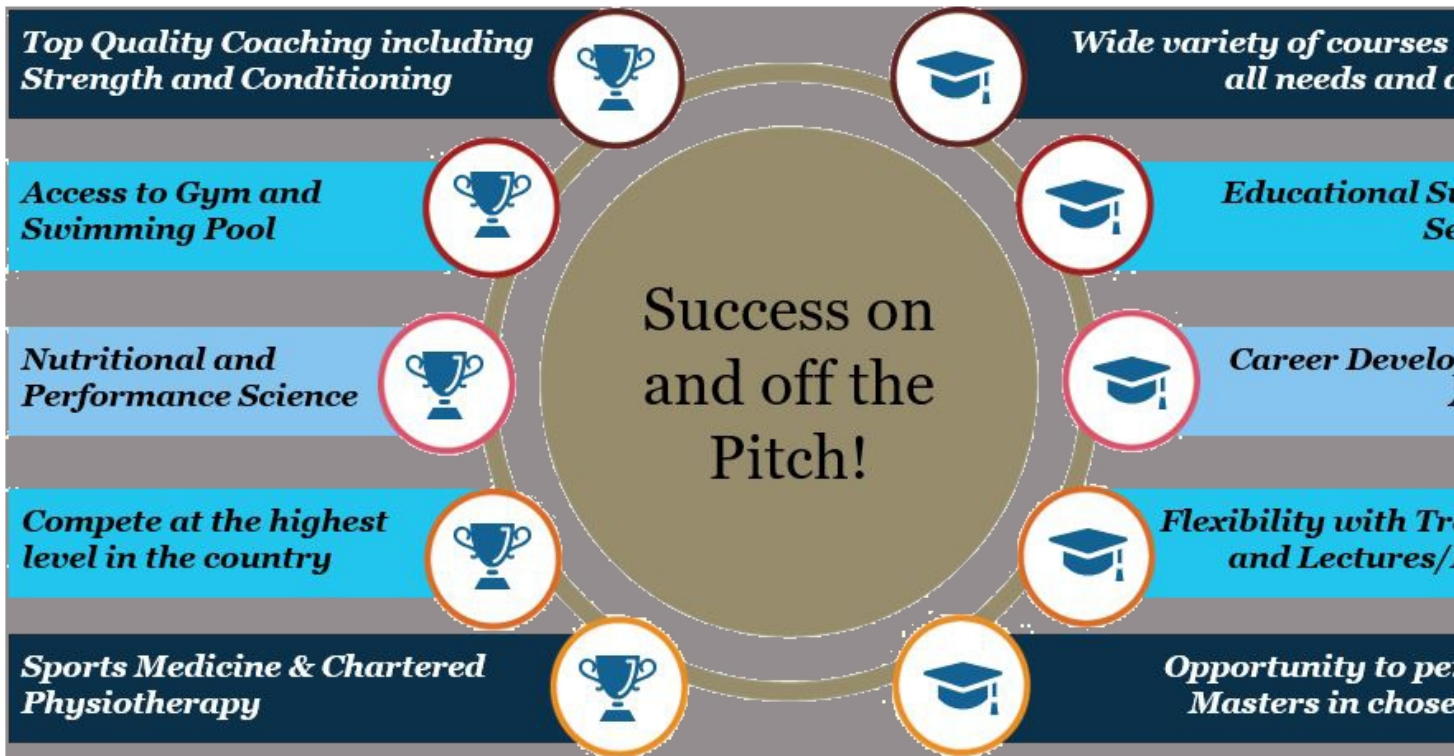 Top Quality Coaching including
Strength and Conditioning
Access to Gym and
Swimming Pool
Nutritional and
Performance Science
Compete at the highest
level in the country
Sports Medicine & Chartered
Physiotherapy
Success on
and off the
Pitch!
Wide variety of courses
all needs and
Educational
Career
Flexibility with
and Lectures/
Opportunity to
Masters in